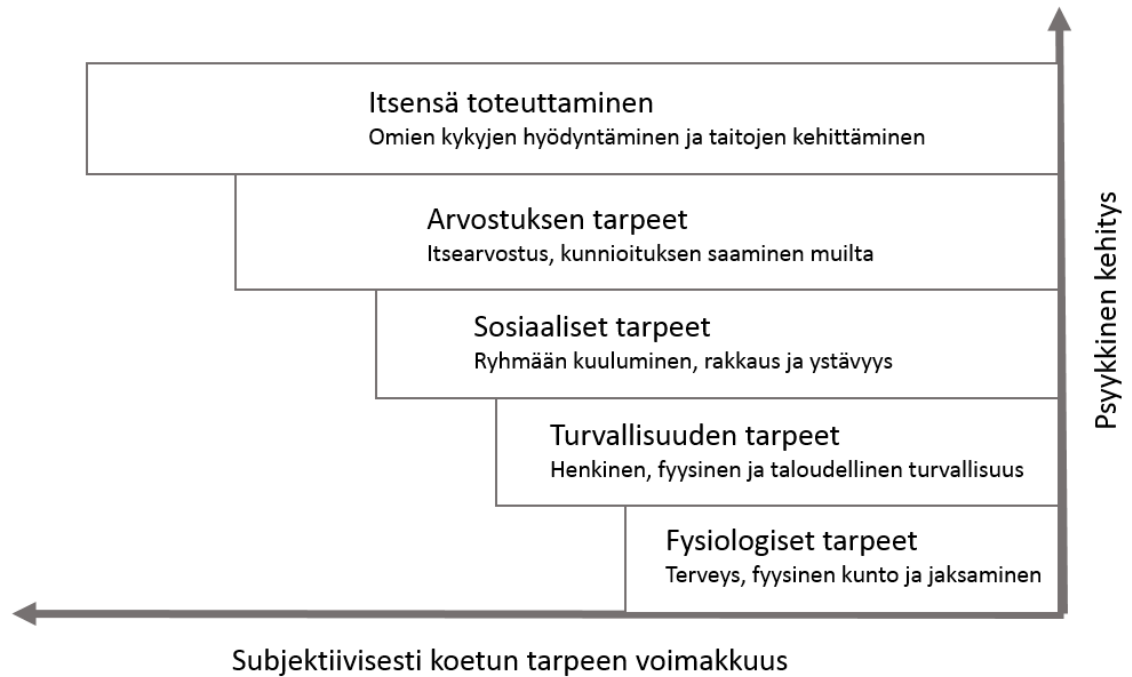 Itsensä toteuttaminen
Omien kykyjen hyödyntäminen ja taitojen kehittäminen
Arvostuksen tarpeet
Itsearvostus, kunnioituksen saaminen muilta
Sosiaaliset tarpeet
Ryhmään kuuluminen, rakkaus ja ystävyys
Turvallisuuden tarpeet
Henkinen, fyysinen ja taloudellinen turvallisuus
Fysiologiset tarpeet
Terveys, fyysinen kunto ja jaksaminen
Psyykkinen kehitys
Subjektiivisesti koetun tarpeen voimakkuus